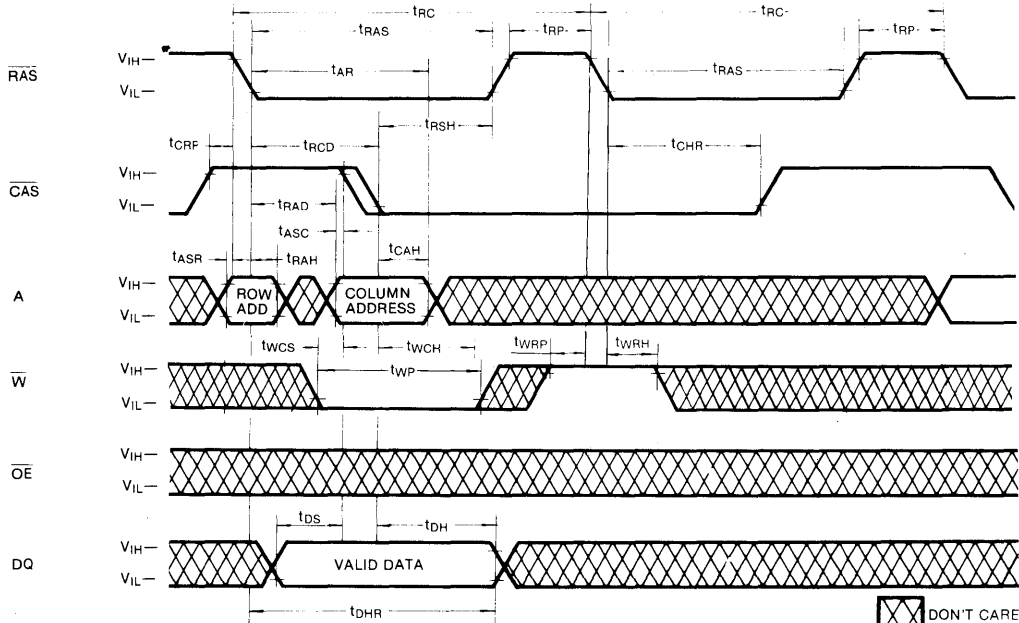 tRC tRC
tRAS tRP tRP
RAS VIH— tAR tRAS
VIL—
tRSH
tCRP tRCD tCHR
CAS VIH—
VIL— tRAD
tASC
tASR tRAH tCAH
A VIH— ROW ADD COLUMN ADDRESS
VIL—
tWCS tWCH tWRP tWRH
W VIH— tWP
VIL—
OE VIH—
VIL—
tDS tDH
DQ VIH— VALID DATA
VIL—
tDHR
DON'T CARE